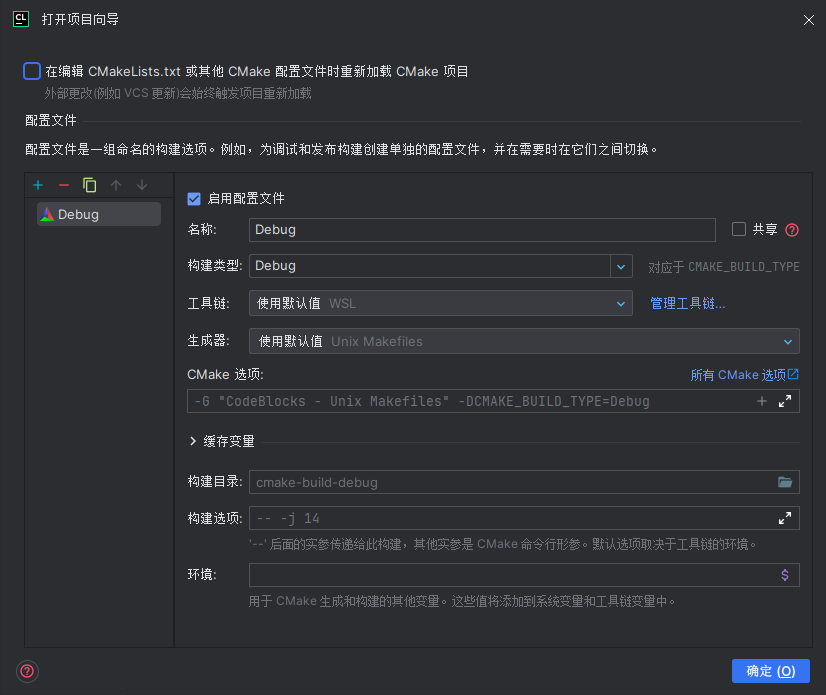 CL 打开项目向导
在编辑 CMakeLists.txt 或其他 CMake 配置文件时重新加载 CMake 项目
外部更改(例如 VCS 更新)会始终触发项目重新加载
配置文件
配置文件是一组命名的构建选项。例如，为调试和发布构建创建单独的配置文件，并在需要时在它们之间切换。
Debug
启用配置文件
名称: Debug 共享 ?
构建类型: Debug 对应于 CMAKE_BUILD_TYPE
工具链: 使用默认值 WSL 管理工具链...
生成器: 使用默认值 Unix Makefiles
CMake 选项: 所有 CMake 选项
-G "CodeBlocks - Unix Makefiles" -DCMAKE_BUILD_TYPE=Debug
缓存变量
构建目录: cmake-build-debug
构建选项: -- -j 14
'--' 后面的实参传递给此构建，其他实参是 CMake 命令行形参。默认选项取决于工具链的环境。
环境: $
用于 CMake 生成和构建的其他变量。这些值将添加到系统变量和工具链变量中。
? 确定 (O)